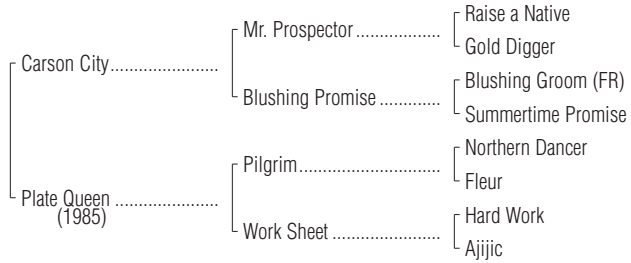 Raise a Native
Mr. Prospector ..................
Gold Digger
Carson City.......................
Blushing Groom (FR)
Blushing Promise .............
Summertime Promise
Northern Dancer
Pilgrim..............................
Fleur
Plate Queen ......................
(1985)
Hard Work
Work Sheet .......................
Ajijic